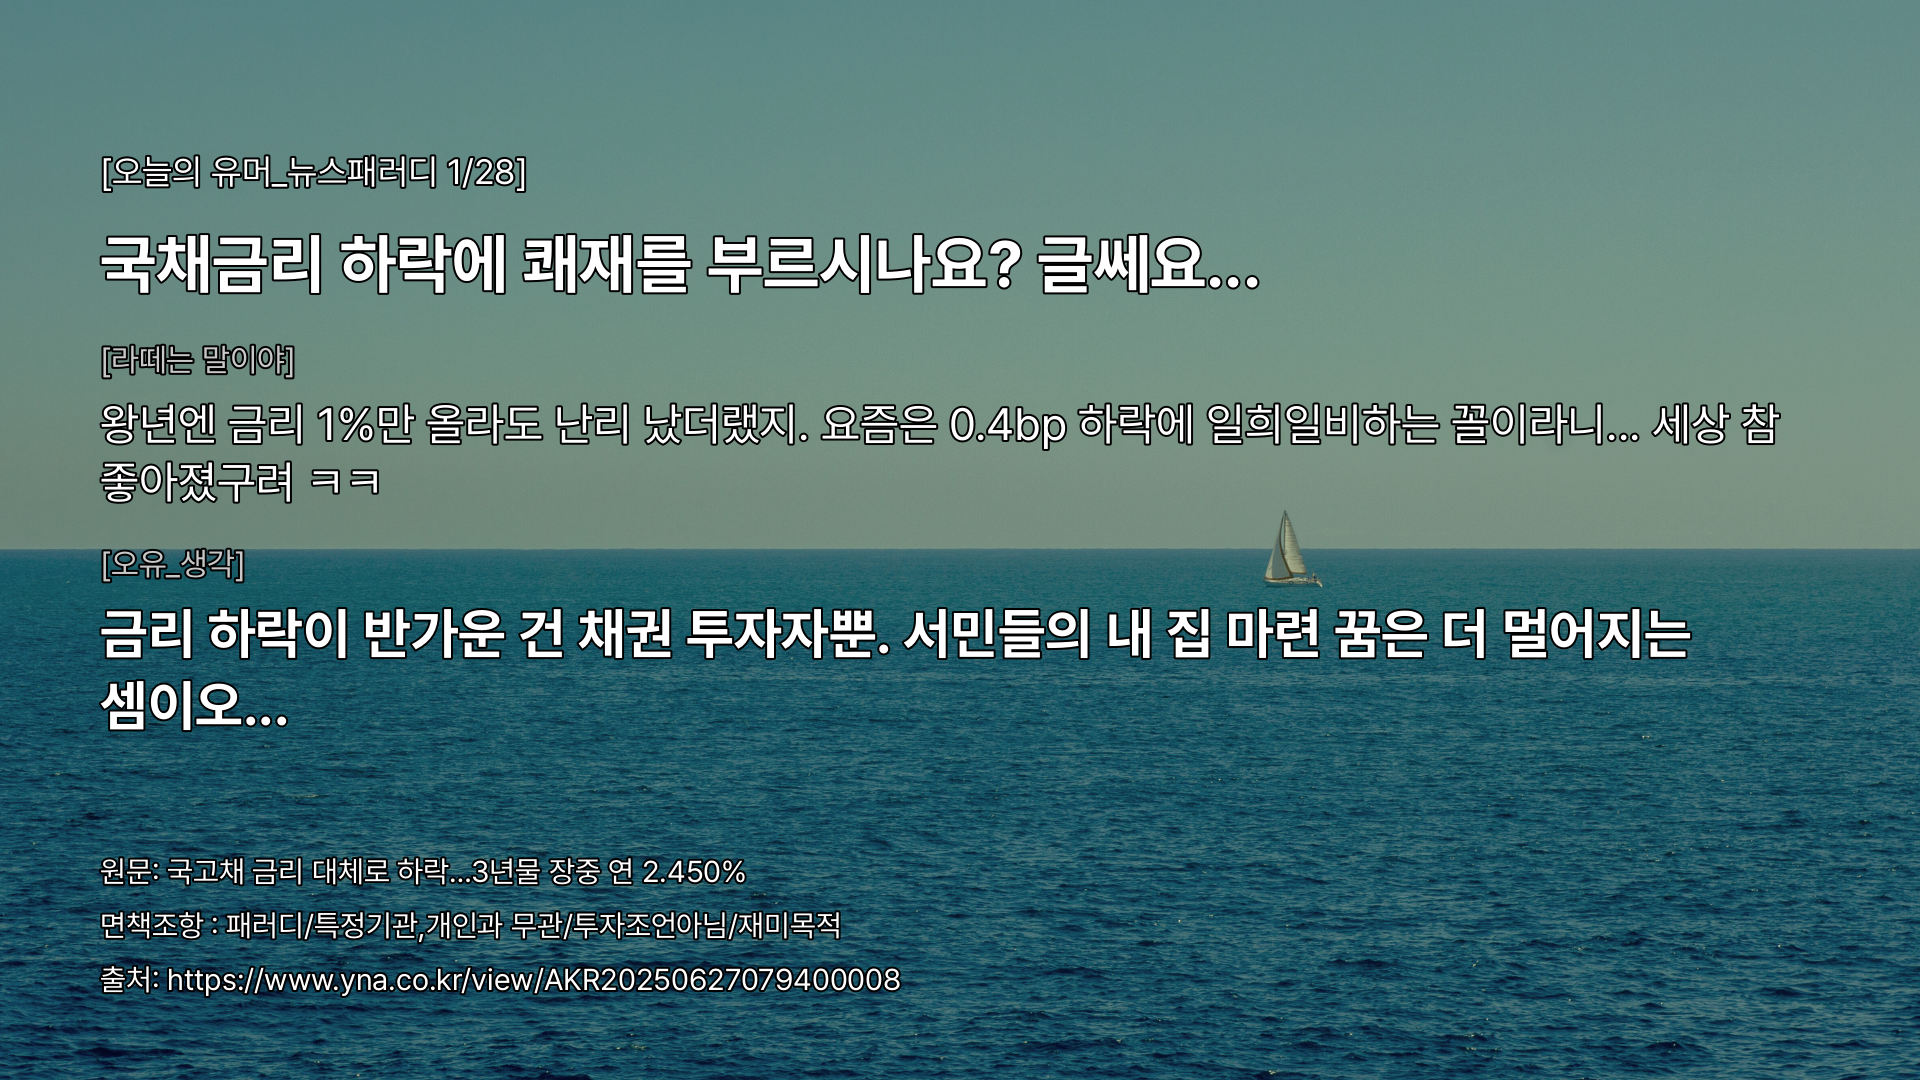 [오늘의 유머_뉴스패러디 1/28]
국채금리 하락에 쾌재를 부르시나요? 글쎄요...
[라떼는 말이야]
왕년엔 금리 1%만 올라도 난리 났더랬지. 요즘은 0.4bp 하락에 일희일비하는 꼴이라니... 세상 참
좋아졌구려 ㅋㅋ
[오유_생각]
금리 하락이 반가운 건 채권 투자자뿐. 서민들의 내 집 마련 꿈은 더 멀어지는
셈이오...
원문: 국고채 금리 대체로 하락...3년물 장중 연 2.450%
면책조항 : 패러디/특정기관,개인과 무관/투자조언아님/재미목적
출처: https://www.yna.co.kr/view/AKR20250627079400008